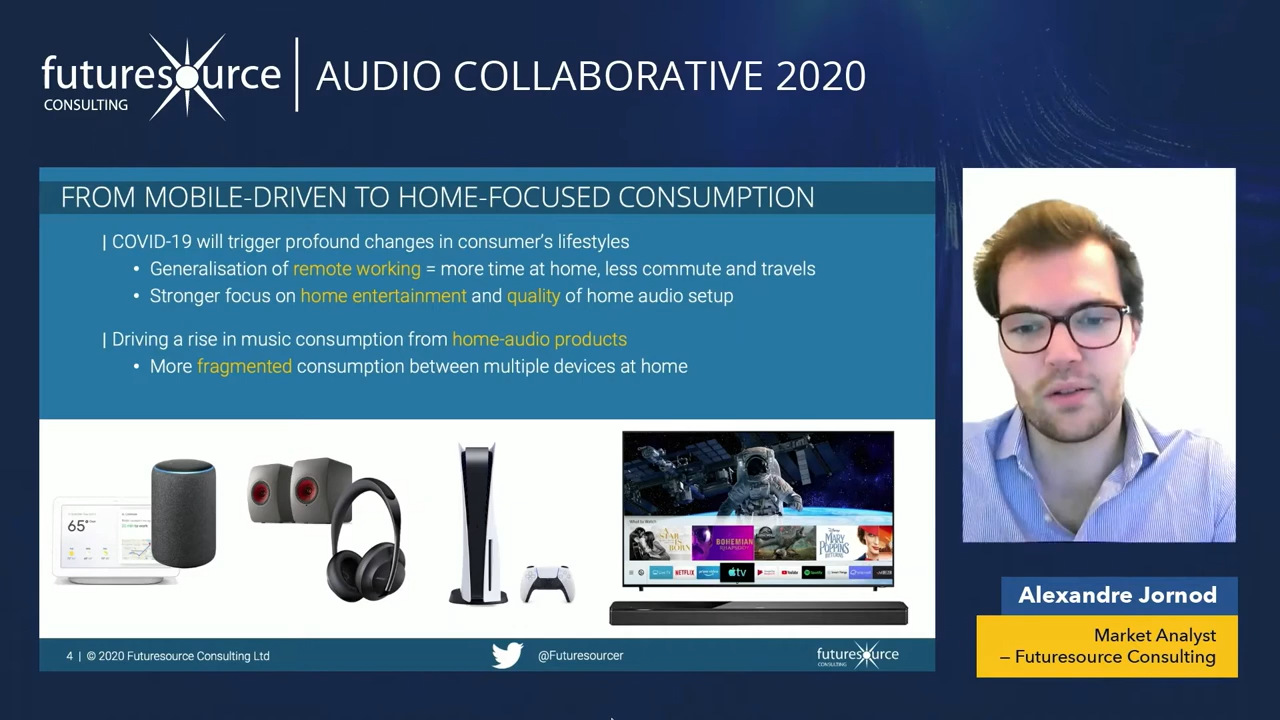 futuresource
CONSULTING
AUDIO COLLABORATIVE 2020
FROM MOBILE-DRIVEN TO HOME-FOCUSED CONSUMPTION
| COVID-19 will trigger profound changes in consumer's lifestyles
• Generalisation of remote working = more time at home, less commute and travels
• Stronger focus on home entertainment and quality of home audio setup
| Driving a rise in music consumption from home-audio products
• More fragmented consumption between multiple devices at home
65°
A STAR IS BORN
BOHEMIAN RHAPSODY
Disney MARY POPPINS RETURNS
NETFLIX
tv
4 | © 2020 Futuresource Consulting Ltd
@Futuresourcer
futuresource
CONSULTING
Alexandre Jornod
Market Analyst
– Futuresource Consulting